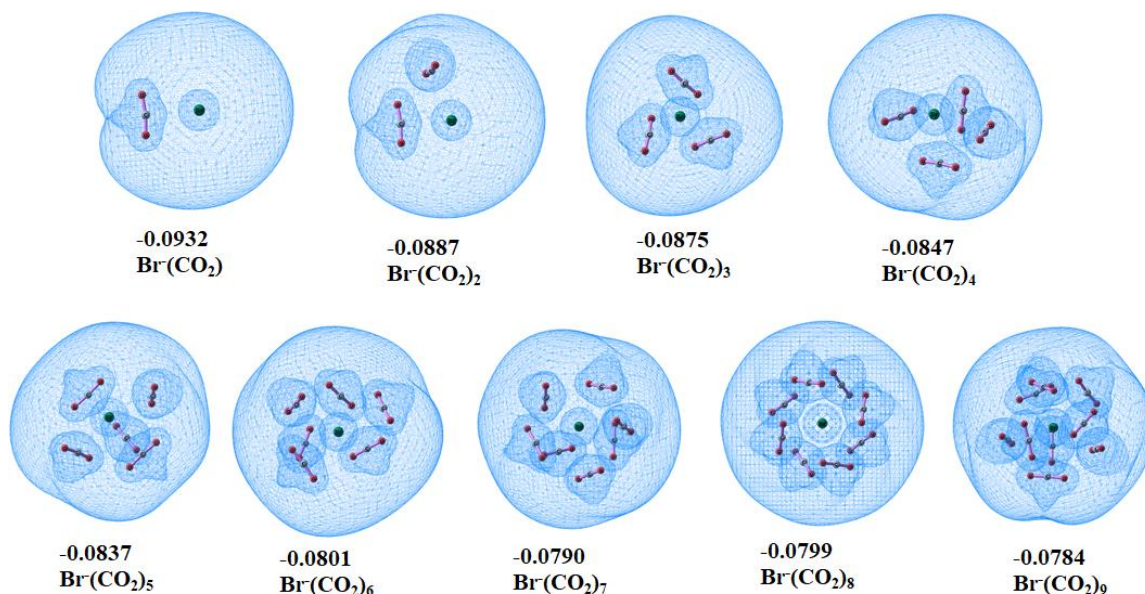 -0.0932
Br⁻(CO₂)
-0.0887
Br⁻(CO₂)₂
-0.0875
Br⁻(CO₂)₃
-0.0847
Br⁻(CO₂)₄
-0.0837
Br⁻(CO₂)₅
-0.0801
Br⁻(CO₂)₆
-0.0790
Br⁻(CO₂)₇
-0.0799
Br⁻(CO₂)₈
-0.0784
Br⁻(CO₂)₉